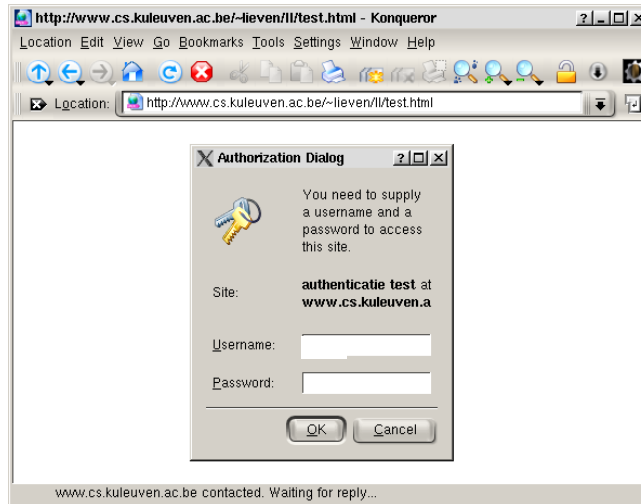 http://www.cs.kuleuven.ac.be/~lieven/II/test.html - Konqueror
Location Edit View Go Bookmarks Tools Settings Window Help
Location: http://www.cs.kuleuven.ac.be/~lieven/II/test.html
Authorization Dialog
You need to supply
a username and a
password to access
this site.
Site:
authenticatie test at
www.cs.kuleuven.a
Username:
Password:
OK Cancel
www.cs.kuleuven.ac.be contacted. Waiting for reply...